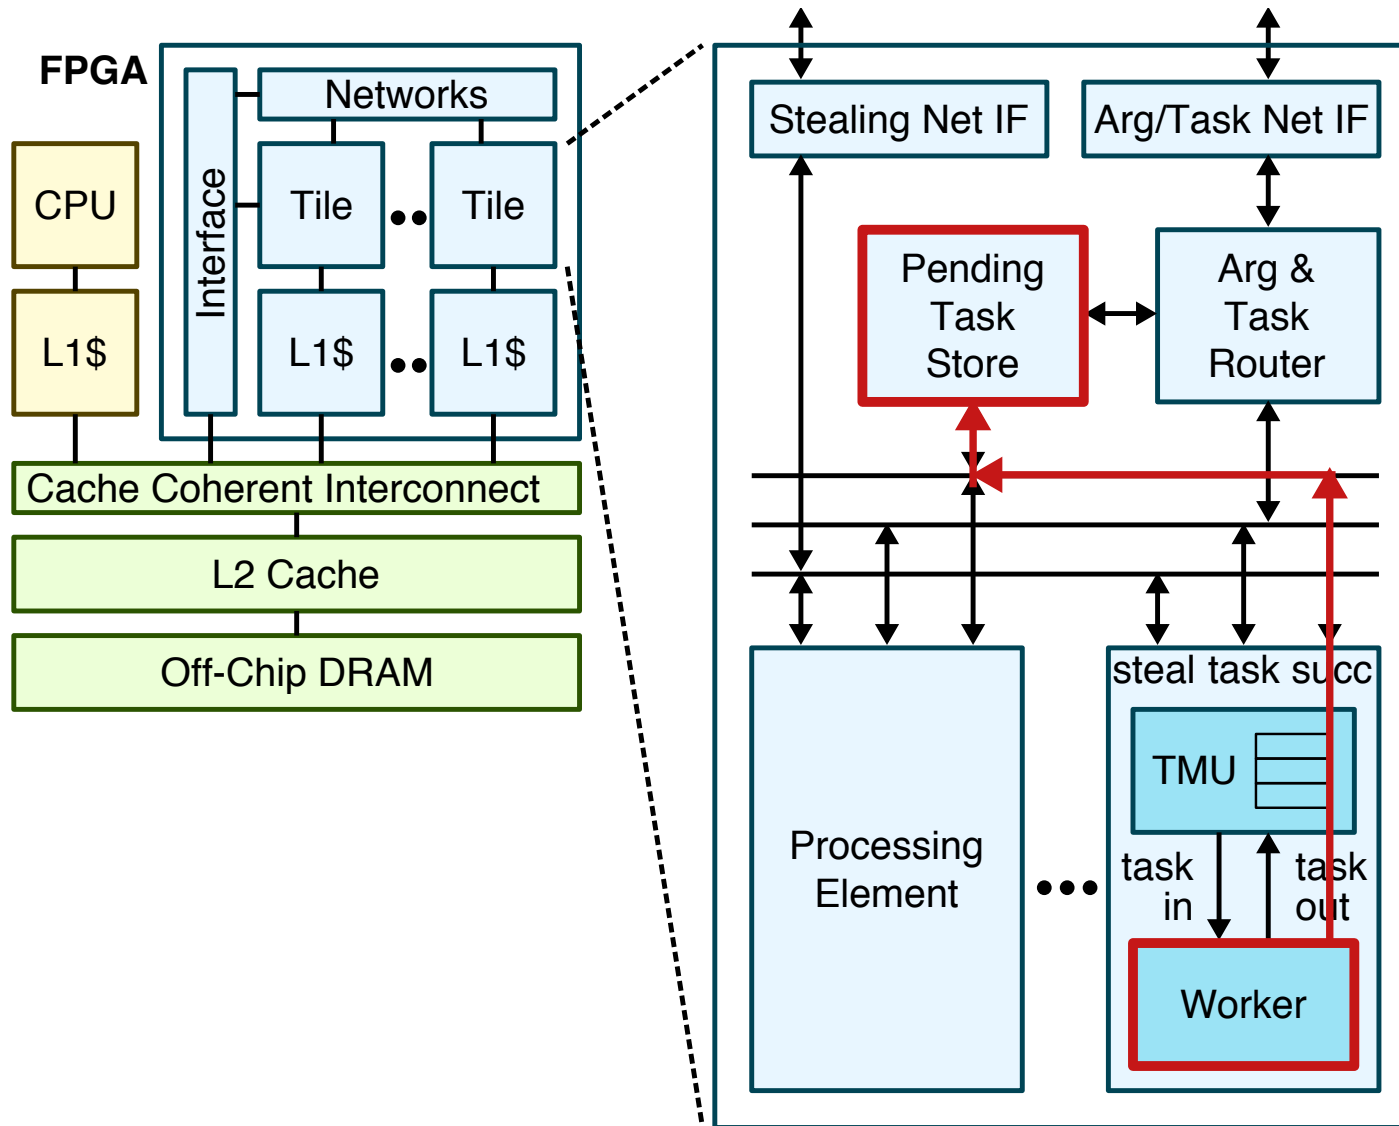 FPGA
Networks
Interface
CPU
Tile
Tile
L1$
L1$
L1$
Cache Coherent Interconnect
L2 Cache
Off-Chip DRAM
Stealing Net IF
Arg/Task Net IF
Pending
Task
Store
Arg &
Task
Router
Processing
Element
steal task succ
TMU
task
in
task
out
Worker